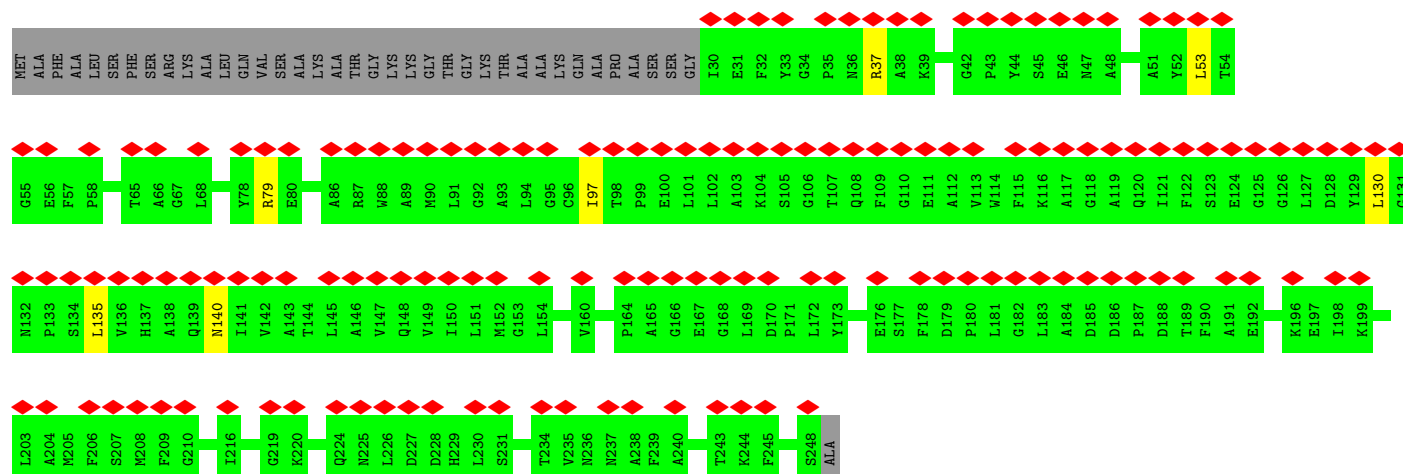 MET ALA PHE ALA LEU SER PHE SER ARG LYS ALA LEU GLN VAL SER ALA LYS ALA THR GLY LYS LYS GLY THR GLY LYS THR ALA ALA LYS GLN ALA PRO ALA SER SER GLY I30 E31 F32 Y33 G34 P35 N36 R37 A38 K39 G42 P43 Y44 S45 E46 N47 A48 A51 Y52 L53 T54
G55 E56 F57 P58 T65 A66 G67 L68 Y78 R79 E80 A86 R87 W88 A89 M90 L91 G92 A93 L94 G95 C96 I97 T98 P99 E100 L101 L102 A103 K104 S105 G106 T107 Q108 F109 G110 E111 A112 V113 W114 F115 K116 A117 G118 A119 Q120 I121 F122 S123 E124 G125 G126 L127 D128 Y129 L130 G131
N132 P133 S134 L135 V136 H137 A138 Q139 N140 I141 V142 A143 T144 L145 A146 V147 Q148 V149 I150 L151 M152 G153 L154 V160 P164 A165 G166 E167 G168 L169 D170 P171 L172 Y173 E176 S177 F178 D179 P180 L181 G182 L183 A184 D185 D186 P187 D188 T189 F190 A191 E192 K196 E197 I198 K199
L203 A204 M205 F206 S207 M208 F209 G210 I216 G219 K220 Q224 N225 L226 D227 D228 H229 L230 S231 T234 V235 N236 N237 A238 F239 A240 T243 K244 F245 S248 ALA